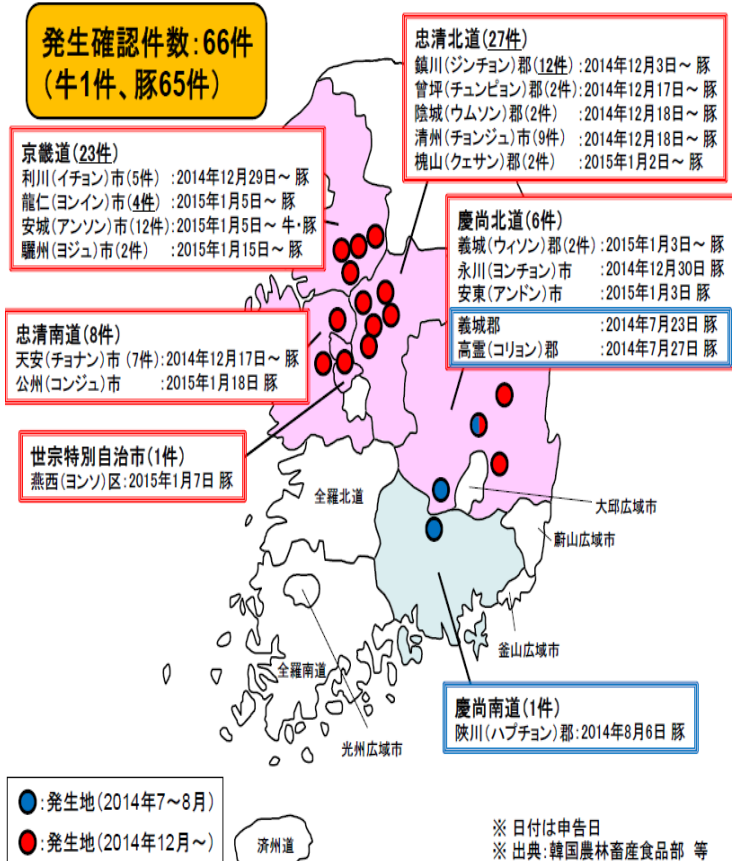 発生確認件数:66件
(牛1件、豚65件)
忠清北道(27件)
鎮川(ジンチョン)郡(12件):2014年12月3日~ 豚
曾坪(チュンピョン)郡(2件):2014年12月17日~ 豚
陰城(ウムソン)郡(2件) :2014年12月18日~ 豚
清州(チョンジュ)市(9件) :2014年12月18日~ 豚
槐山(クェサン)郡(2件) :2015年1月2日~ 豚
京畿道(23件)
利川(イチョン)市(5件) :2014年12月29日~ 豚
龍仁(ヨンイン)市(4件) :2015年1月5日~ 豚
安城(アンソン)市(12件):2015年1月5日~ 牛・豚
驪州(ヨジュ)市(2件) :2015年1月15日~ 豚
慶尚北道(6件)
義城(ウィソン)郡(2件):2015年1月3日~ 豚
永川(ヨンチョン)市 :2014年12月30日 豚
安東(アンドン)市 :2015年1月3日 豚
義城郡 :2014年7月23日 豚
高霊(コリョン)郡 :2014年7月27日 豚
忠清南道(8件)
天安(チョナン)市(7件):2014年12月17日~ 豚
公州(コンジュ)市 :2015年1月18日 豚
世宗特別自治市(1件)
燕西(ヨンソ)区:2015年1月7日 豚
全羅北道
大邱広域市
蔚山広域市
釜山広域市
全羅南道
光州広域市
慶尚南道(1件)
陜川(ハプチョン)郡:2014年8月6日 豚
:発生地(2014年7~8月)
:発生地(2014年12月~)
済州道
※ 日付は申告日
※ 出典:韓国農林畜産食品部 等